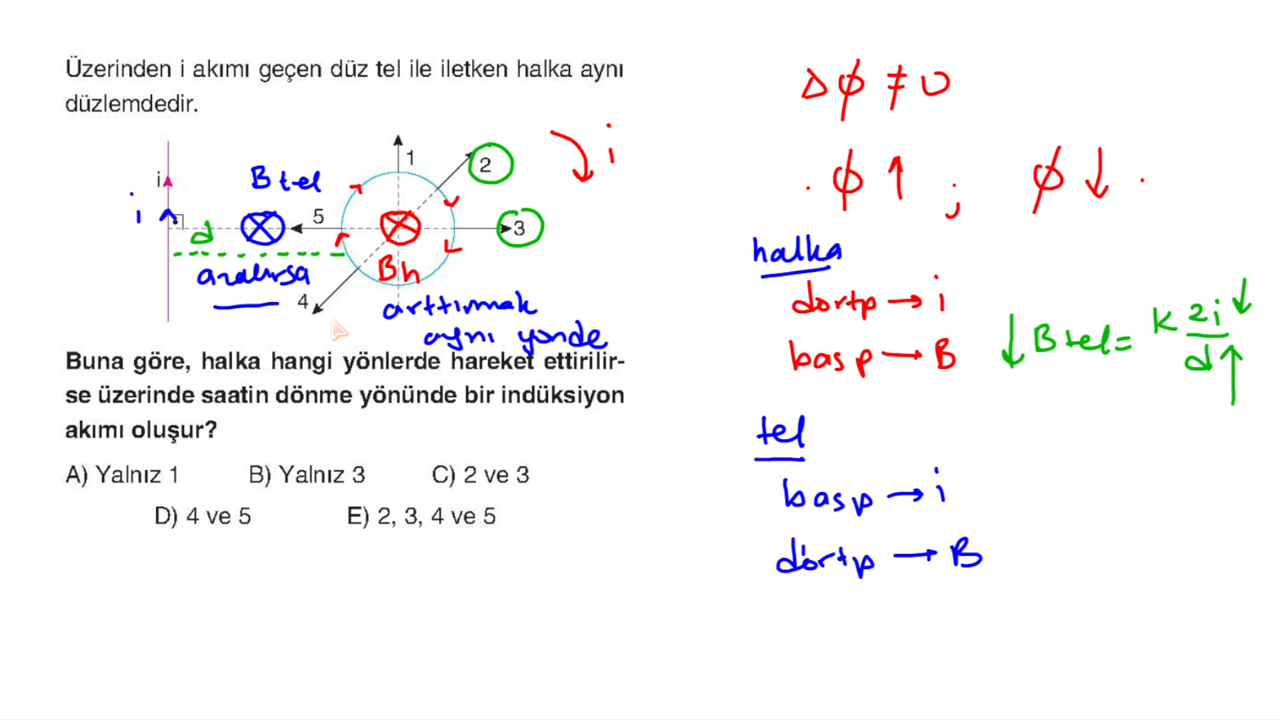 Üzerinden i akımı geçen düz tel ile iletken halka aynı
düzlemdedir.
i
i
B tel
d
azalırsa
1
2
3
4
5
Bh
i
arttırmak
aynı yönde
Buna göre, halka hangi yönlerde hareket ettirilir-
se üzerinde saatin dönme yönünde bir indüksiyon
akımı oluşur?
A) Yalnız 1 B) Yalnız 3 C) 2 ve 3
D) 4 ve 5 E) 2, 3, 4 ve 5
Δϕ ≠ 0
. ϕ ↑ ; ϕ ↓ .
halka
dörtp → i
bas p → B
↓ B tel = K 2i ↓ / d ↑
tel
bas p → i
dörtp → B